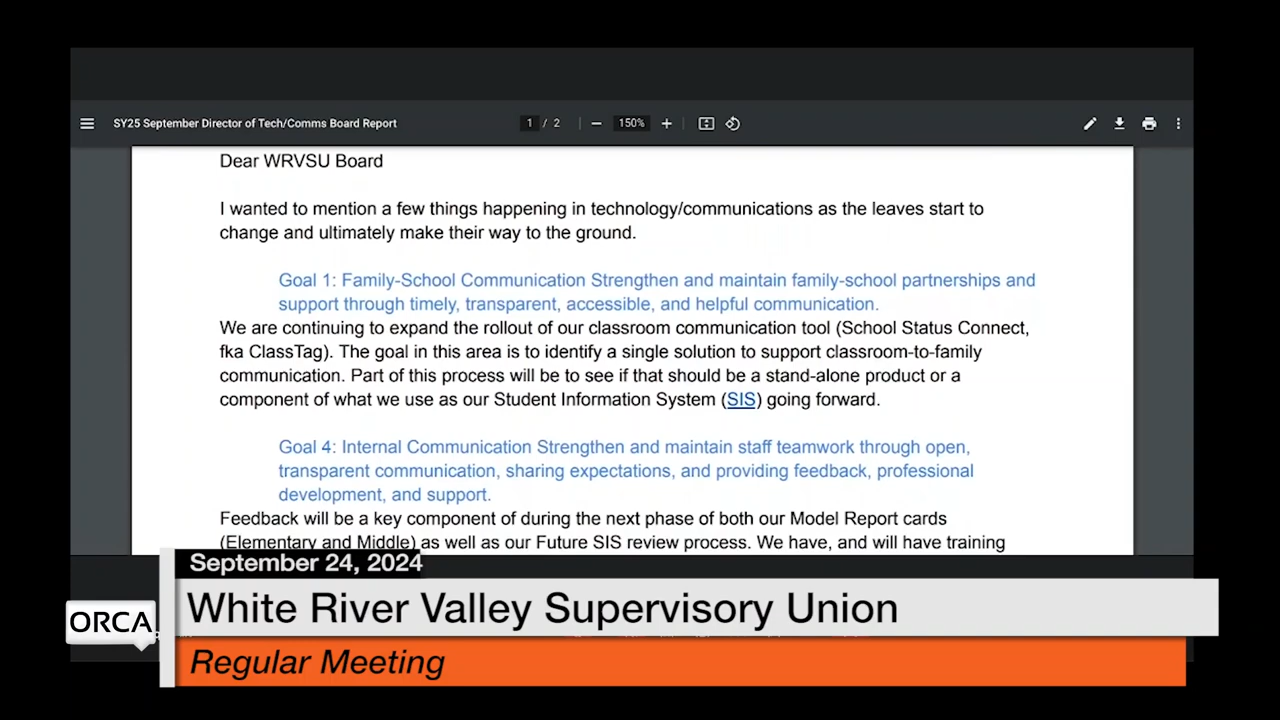 SY25 September Director of Tech/Comms Board Report
1 / 2
150%
Dear WRVSU Board
I wanted to mention a few things happening in technology/communications as the leaves start to
change and ultimately make their way to the ground.
Goal 1: Family-School Communication Strengthen and maintain family-school partnerships and
support through timely, transparent, accessible, and helpful communication.
We are continuing to expand the rollout of our classroom communication tool (School Status Connect,
fka ClassTag). The goal in this area is to identify a single solution to support classroom-to-family
communication. Part of this process will be to see if that should be a stand-alone product or a
component of what we use as our Student Information System (SIS) going forward.
Goal 4: Internal Communication Strengthen and maintain staff teamwork through open,
transparent communication, sharing expectations, and providing feedback, professional
development, and support.
Feedback will be a key component of during the next phase of both our Model Report cards
(Elementary and Middle) as well as our Future SIS review process. We have, and will have training
September 24, 2024
ORCA
White River Valley Supervisory Union
Regular Meeting